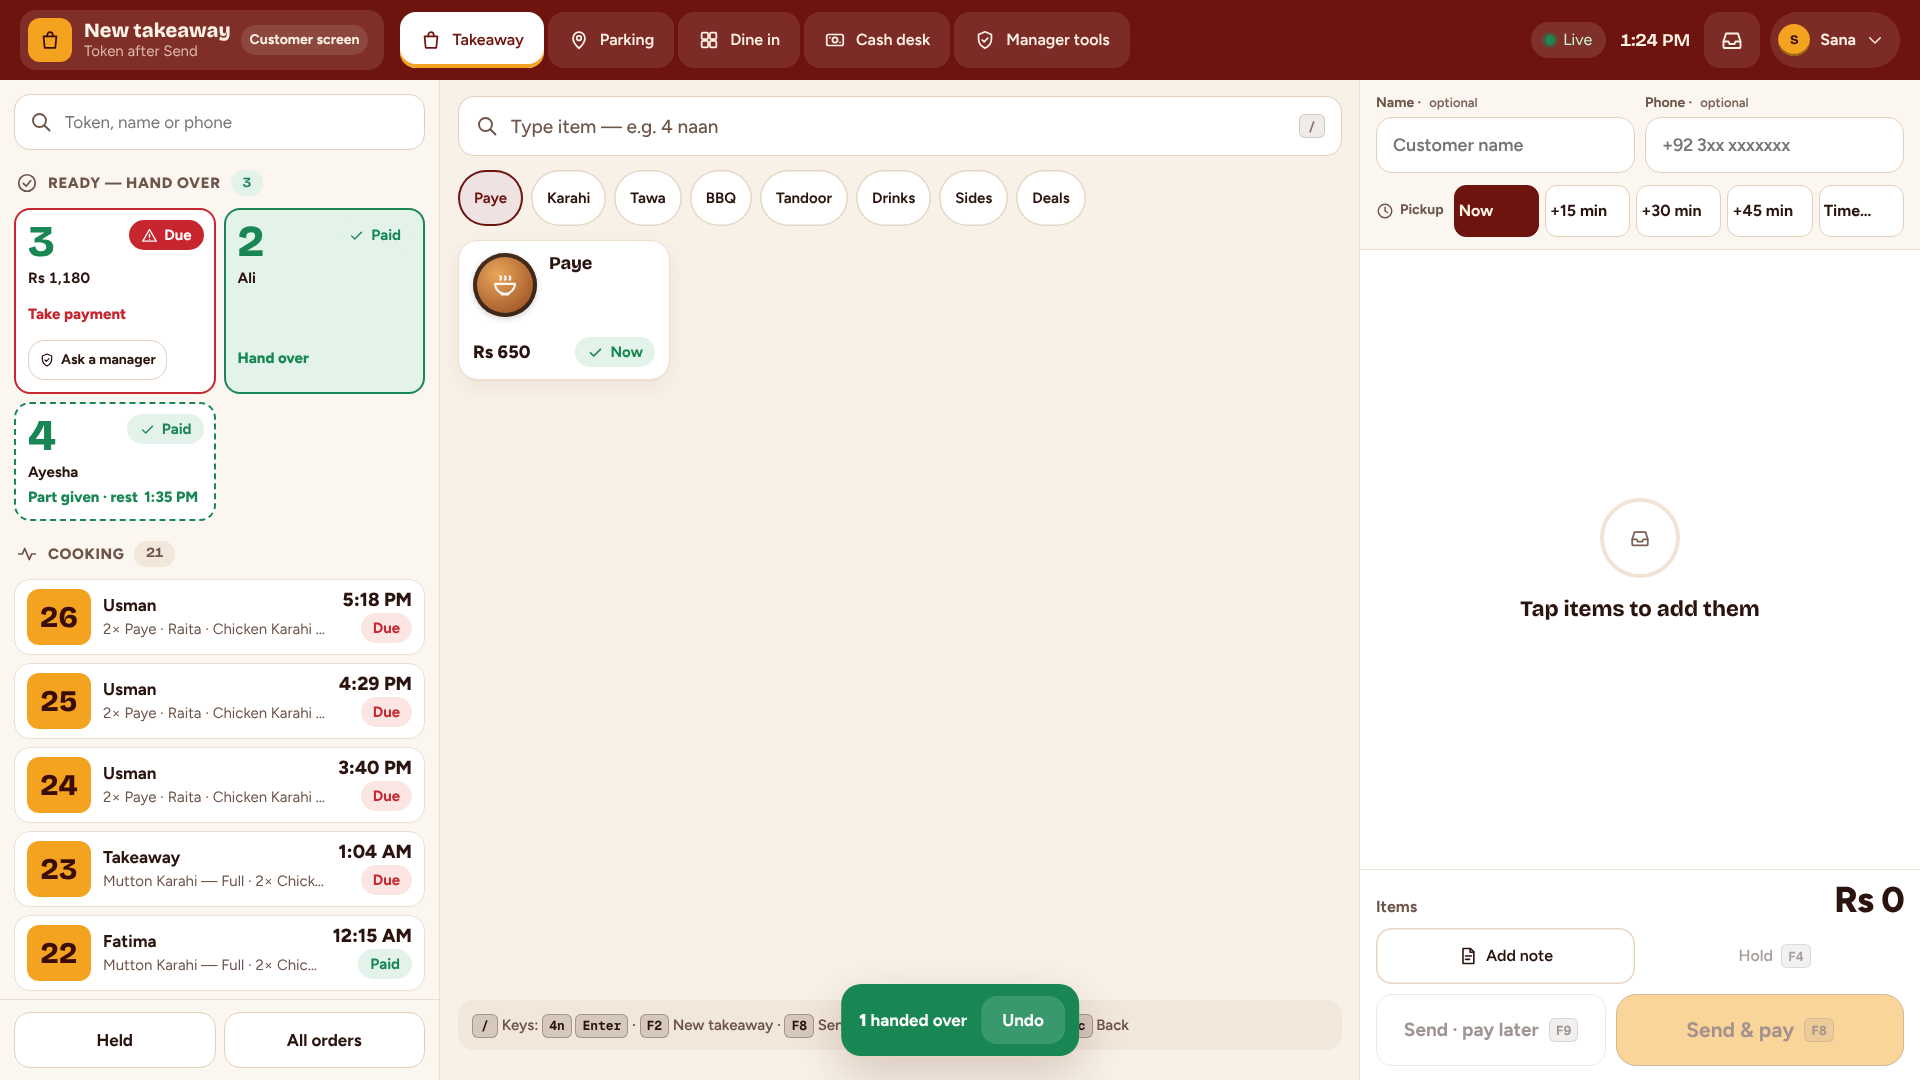 New takeaway
Token after Send
Customer screen
Takeaway
Parking
Dine in
Cash desk
Manager tools
Live
1:24 PM
S
Sana
Token, name or phone
READY — HAND OVER 3
3
Due
Rs 1,180
Take payment
Ask a manager
2
Paid
Ali
Hand over
4
Paid
Ayesha
Part given · rest 1:35 PM
COOKING 21
26
Usman
5:18 PM
2× Paye · Raita · Chicken Karahi ...
Due
25
Usman
4:29 PM
2× Paye · Raita · Chicken Karahi ...
Due
24
Usman
3:40 PM
2× Paye · Raita · Chicken Karahi ...
Due
23
Takeaway
1:04 AM
Mutton Karahi — Full · 2× Chick...
Due
22
Fatima
12:15 AM
Mutton Karahi — Full · 2× Chic...
Paid
Held
All orders
Type item — e.g. 4 naan
/
Paye
Karahi
Tawa
BBQ
Tandoor
Drinks
Sides
Deals
Paye
Rs 650
Now
/ Keys: 4n Enter · F2 New takeaway · F8 Back
1 handed over
Undo
Name · optional
Phone · optional
Customer name
+92 3xx xxxxxxx
Pickup
Now
+15 min
+30 min
+45 min
Time...
Tap items to add them
Items
Rs 0
Add note
Hold F4
Send · pay later F9
Send & pay F8